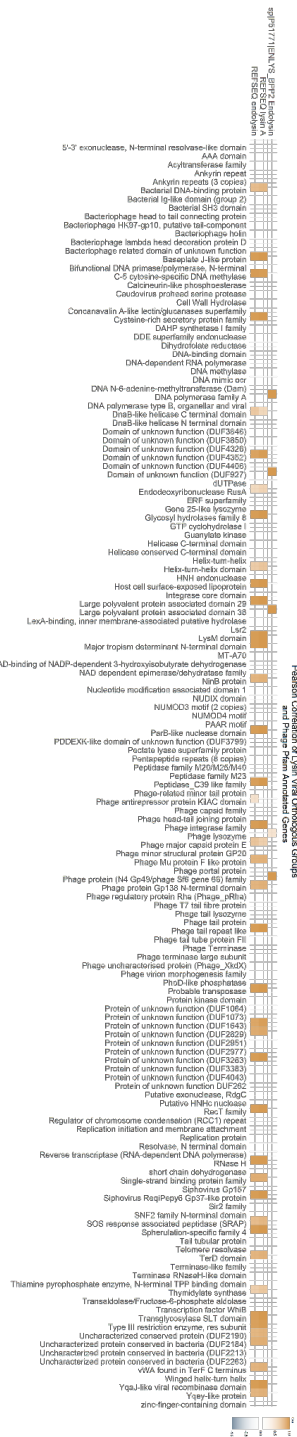 Pearson Correlation of Lysin Viral Orthologous Groups
and Phage Pfam Annotated Genes
sp|P51771|ENLYS_BPP2 Endolysin
REFSEQ lysin A
REFSEQ endolysin
5'-3' exonuclease, N-terminal resolvase-like domain
AAA domain
Acyltransferase family
Ankyrin repeat
Ankyrin repeats (3 copies)
Bacterial DNA-binding protein
Bacterial Ig-like domain (group 2)
Bacterial SH3 domain
Bacteriophage head to tail connecting protein
Bacteriophage HK97-gp10, putative tail-component
Bacteriophage holin
Bacteriophage lambda head decoration protein D
Bacteriophage related domain of unknown function
Baseplate J-like protein
Bifunctional DNA primase/polymerase, N-terminal
C-5 cytosine-specific DNA methylase
Calcineurin-like phosphoesterase
Caudovirus prohead serine protease
Cell Wall Hydrolase
Concanavalin A-like lectin/glucanases superfamily
Cysteine-rich secretory protein family
DAHP synthetase I family
DDE superfamily endonuclease
Dihydrofolate reductase
DNA-binding domain
DNA-dependent RNA polymerase
DNA methylase
DNA mimic ocr
DNA N-6-adenine-methyltransferase (Dam)
DNA polymerase family A
DNA polymerase type B, organellar and viral
DnaB-like helicase C terminal domain
DnaB-like helicase N terminal domain
Domain of unknown function (DUF3846)
Domain of unknown function (DUF3850)
Domain of unknown function (DUF4326)
Domain of unknown function (DUF4352)
Domain of unknown function (DUF4406)
Domain of unknown function (DUF927)
dUTPase
Endodeoxyribonuclease RusA
ERF superfamily
Gene 25-like lysozyme
Glycosyl hydrolases family 8
GTP cyclohydrolase I
Guanylate kinase
Helicase C-terminal domain
Helicase conserved C-terminal domain
Helix-turn-helix
Helix-turn-helix domain
HNH endonuclease
Host cell surface-exposed lipoprotein
Integrase core domain
Large polyvalent protein associated domain 29
Large polyvalent protein associated domain 38
LexA-binding, inner membrane-associated putative hydrolase
Lsr2
LysM domain
Major tropism determinant N-terminal domain
MT-A70
NAD-binding of NADP-dependent 3-hydroxyisobutyrate dehydrogenase
NAD dependent epimerase/dehydratase family
NinB protein
Nucleotide modification associated domain 1
NUDIX domain
NUMOD3 motif (2 copies)
NUMOD4 motif
PAAR motif
ParB-like nuclease domain
PDDEXK-like domain of unknown function (DUF3799)
Pectate lyase superfamily protein
Pentapeptide repeats (8 copies)
Peptidase family M20/M25/M40
Peptidase family M23
Peptidase_C39 like family
Phage-related minor tail protein
Phage antirepressor protein KilAC domain
Phage capsid family
Phage head-tail joining protein
Phage integrase family
Phage lysozyme
Phage major capsid protein E
Phage minor structural protein GP20
Phage Mu protein F like protein
Phage portal protein
Phage protein (N4 Gp49/phage Sf6 gene 66) family
Phage protein Gp138 N-terminal domain
Phage regulatory protein Rha (Phage_pRha)
Phage T7 tail fibre protein
Phage tail lysozyme
Phage tail protein
Phage tail repeat like
Phage tail tube protein FII
Phage Terminase
Phage terminase large subunit
Phage uncharacterised protein (Phage_XkdX)
Phage virion morphogenesis family
PhoD-like phosphatase
Probable transposase
Protein kinase domain
Protein of unknown function (DUF1064)
Protein of unknown function (DUF1073)
Protein of unknown function (DUF1643)
Protein of unknown function (DUF2829)
Protein of unknown function (DUF2951)
Protein of unknown function (DUF2977)
Protein of unknown function (DUF3263)
Protein of unknown function (DUF3383)
Protein of unknown function (DUF4043)
Protein of unknown function DUF262
Putative exonuclease, RdgC
Putative HNHc nuclease
RecT family
Regulator of chromosome condensation (RCC1) repeat
Replication initiation and membrane attachment
Replication protein
Resolvase, N terminal domain
Reverse transcriptase (RNA-dependent DNA polymerase)
RNase H
short chain dehydrogenase
Single-strand binding protein family
Siphovirus Gp157
Siphovirus ReqiPepy6 Gp37-like protein
Sir2 family
SNF2 family N-terminal domain
SOS response associated peptidase (SRAP)
Sporulation-specific family 4
Tail tubular protein
Telomere resolvase
TerD domain
Terminase-like family
Terminase RNaseH-like domain
Thiamine pyrophosphate enzyme, N-terminal TPP binding domain
Thymidylate synthase
Transaldolase/Fructose-6-phosphate aldolase
Transcription factor WhiB
Transglycosylase SLT domain
Type III restriction enzyme, res subunit
Uncharacterized conserved protein (DUF2190)
Uncharacterized protein conserved in bacteria (DUF2184)
Uncharacterized protein conserved in bacteria (DUF2213)
Uncharacterized protein conserved in bacteria (DUF2263)
vWA found in TerF C terminus
Winged helix-turn helix
YqaJ-like viral recombinase domain
Yqey-like protein
zinc-finger-containing domain